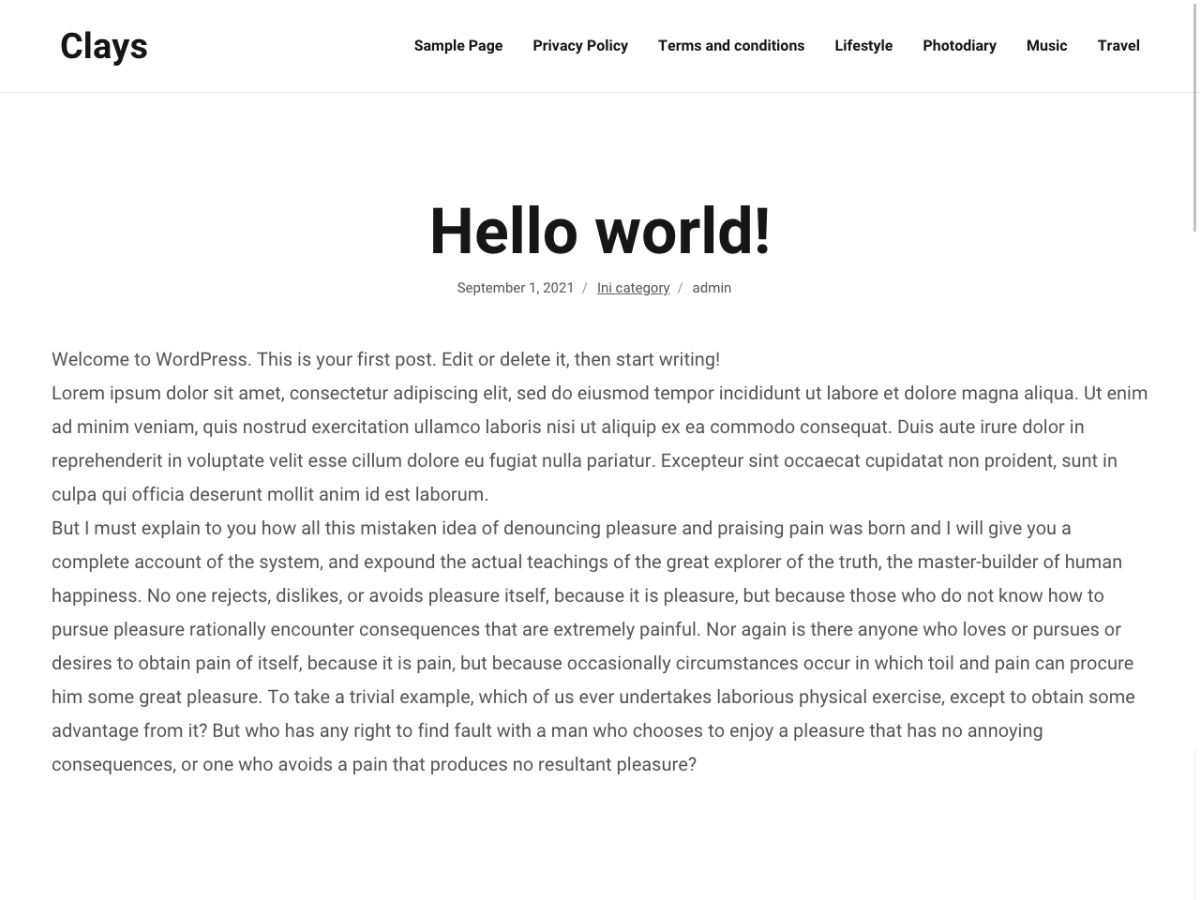 Clays
Sample Page Privacy Policy Terms and conditions Lifestyle Photodiary Music Travel
Hello world!
September 1, 2021 / Ini category / admin
Welcome to WordPress. This is your first post. Edit or delete it, then start writing!
Lorem ipsum dolor sit amet, consectetur adipiscing elit, sed do eiusmod tempor incididunt ut labore et dolore magna aliqua. Ut enim
ad minim veniam, quis nostrud exercitation ullamco laboris nisi ut aliquip ex ea commodo consequat. Duis aute irure dolor in
reprehenderit in voluptate velit esse cillum dolore eu fugiat nulla pariatur. Excepteur sint occaecat cupidatat non proident, sunt in
culpa qui officia deserunt mollit anim id est laborum.
But I must explain to you how all this mistaken idea of denouncing pleasure and praising pain was born and I will give you a
complete account of the system, and expound the actual teachings of the great explorer of the truth, the master-builder of human
happiness. No one rejects, dislikes, or avoids pleasure itself, because it is pleasure, but because those who do not know how to
pursue pleasure rationally encounter consequences that are extremely painful. Nor again is there anyone who loves or pursues or
desires to obtain pain of itself, because it is pain, but because occasionally circumstances occur in which toil and pain can procure
him some great pleasure. To take a trivial example, which of us ever undertakes laborious physical exercise, except to obtain some
advantage from it? But who has any right to find fault with a man who chooses to enjoy a pleasure that has no annoying
consequences, or one who avoids a pain that produces no resultant pleasure?